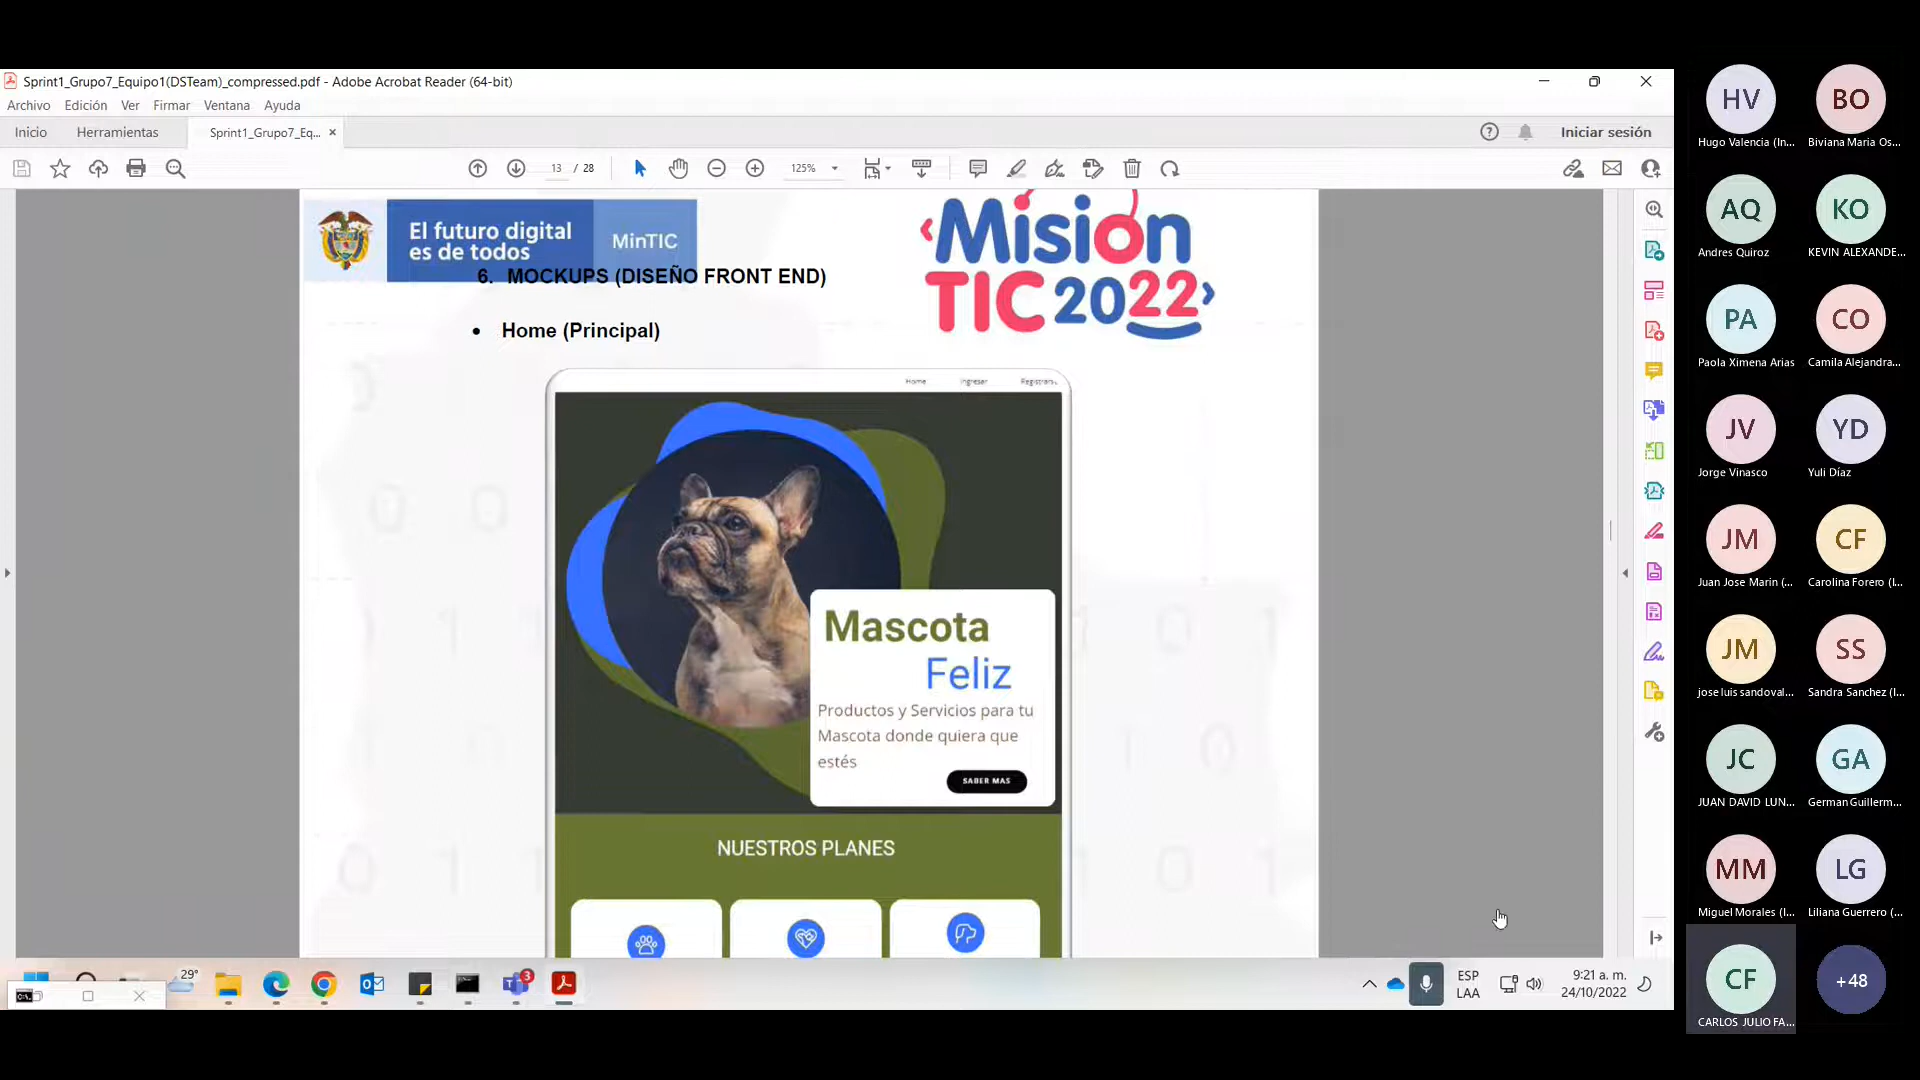 Sprint1_Grupo7_Equipo1(DSTeam)_compressed.pdf - Adobe Acrobat Reader (64-bit)
Archivo Edición Ver Firmar Ventana Ayuda
Inicio Herramientas Sprint1_Grupo7_Eq... × Iniciar sesión
13 / 28 125%
El futuro digital
es de todos
MinTIC
Misión
TIC 2022
6. MOCKUPS (DISEÑO FRONT END)
• Home (Principal)
Home Ingresar Registrars
Mascota
Feliz
Productos y Servicios para tu
Mascota donde quiera que
estés
SABER MAS
NUESTROS PLANES
29°
3
ESP
LAA
9:21 a. m.
24/10/2022
HV BO
Hugo Valencia (In... Biviana Maria Os...
AQ KO
Andres Quiroz KEVIN ALEXANDE...
PA CO
Paola Ximena Arias Camila Alejandra...
JV YD
Jorge Vinasco Yuli Díaz
JM CF
Juan Jose Marin (... Carolina Forero (I...
JM SS
jose luis sandoval... Sandra Sanchez (I...
JC GA
JUAN DAVID LUN... German Guillerm...
MM LG
Miguel Morales (I... Liliana Guerrero (...
CF +48
CARLOS JULIO FA...